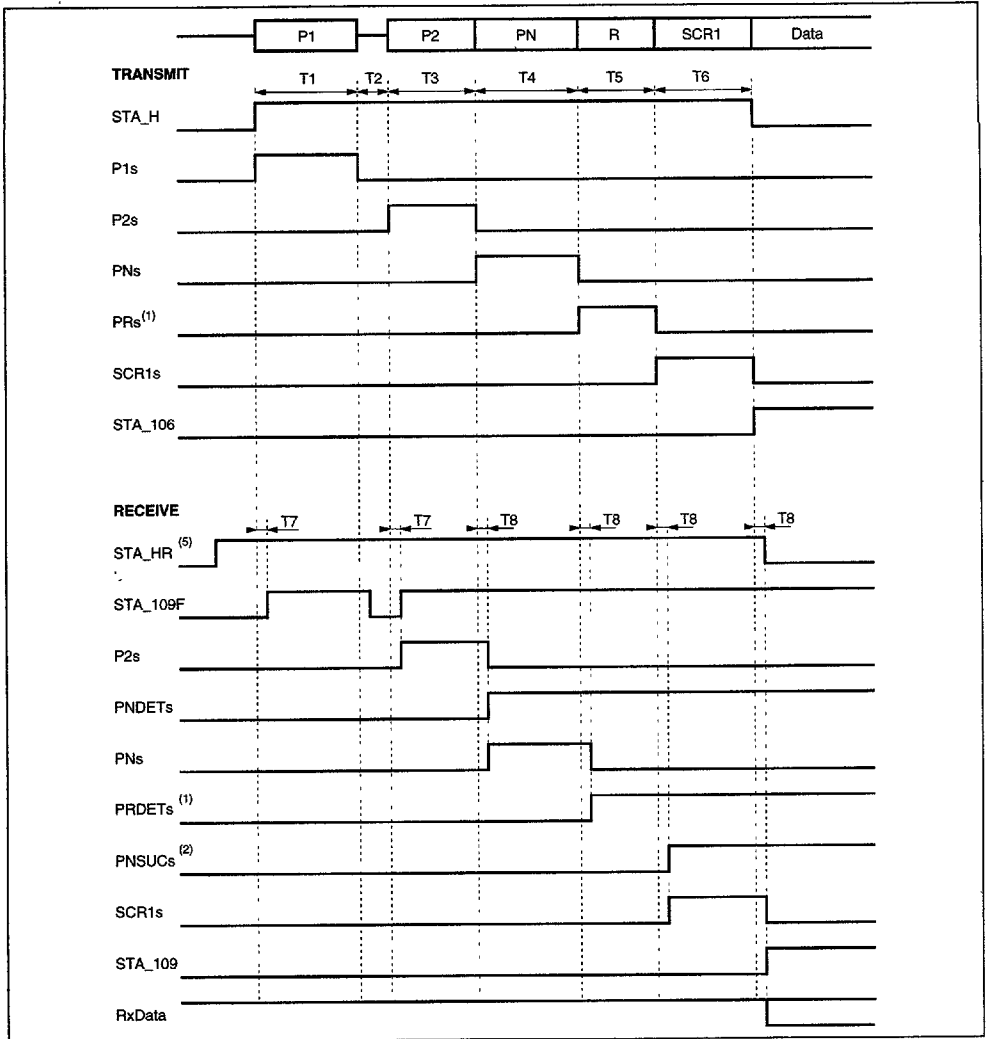 P1 P2 PN R SCR1 Data
TRANSMIT
T1 T2 T3 T4 T5 T6
STA_H
P1s
P2s
PNs
PRs(1)
SCR1s
STA_106
RECEIVE
T7 T7 T8 T8 T8 T8
STA_HR (5)
STA_109F
P2s
PNDETs
PNs
PRDETs (1)
PNSUCs (2)
SCR1s
STA_109
RxData